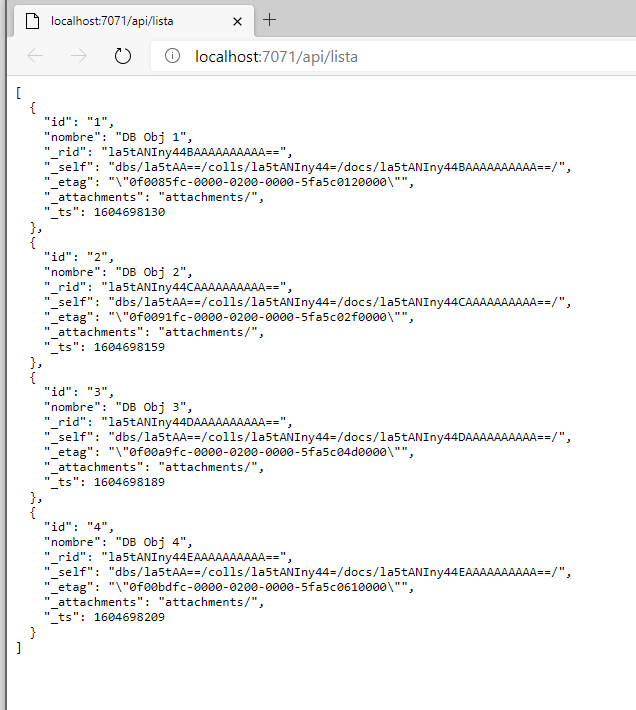 localhost:7071/api/lista
localhost:7071/api/lista
[
  {
    "id": "1",
    "nombre": "DB Obj 1",
    "_rid": "la5tANIny44BAAAAAAAAAA==",
    "_self": "dbs/la5tAA==/colls/la5tANIny44=/docs/la5tANIny44BAAAAAAAAAA==/",
    "_etag": "\"0f0085fc-0000-0200-0000-5fa5c0120000\"",
    "_attachments": "attachments/",
    "_ts": 1604698130
  },
  {
    "id": "2",
    "nombre": "DB Obj 2",
    "_rid": "la5tANIny44CAAAAAAAAAA==",
    "_self": "dbs/la5tAA==/colls/la5tANIny44=/docs/la5tANIny44CAAAAAAAAAA==/",
    "_etag": "\"0f0091fc-0000-0200-0000-5fa5c02f0000\"",
    "_attachments": "attachments/",
    "_ts": 1604698159
  },
  {
    "id": "3",
    "nombre": "DB Obj 3",
    "_rid": "la5tANIny44DAAAAAAAAAA==",
    "_self": "dbs/la5tAA==/colls/la5tANIny44=/docs/la5tANIny44DAAAAAAAAAA==/",
    "_etag": "\"0f00a9fc-0000-0200-0000-5fa5c04d0000\"",
    "_attachments": "attachments/",
    "_ts": 1604698189
  },
  {
    "id": "4",
    "nombre": "DB Obj 4",
    "_rid": "la5tANIny44EAAAAAAAAAA==",
    "_self": "dbs/la5tAA==/colls/la5tANIny44=/docs/la5tANIny44EAAAAAAAAAA==/",
    "_etag": "\"0f00bdfc-0000-0200-0000-5fa5c0610000\"",
    "_attachments": "attachments/",
    "_ts": 1604698209
  }
]